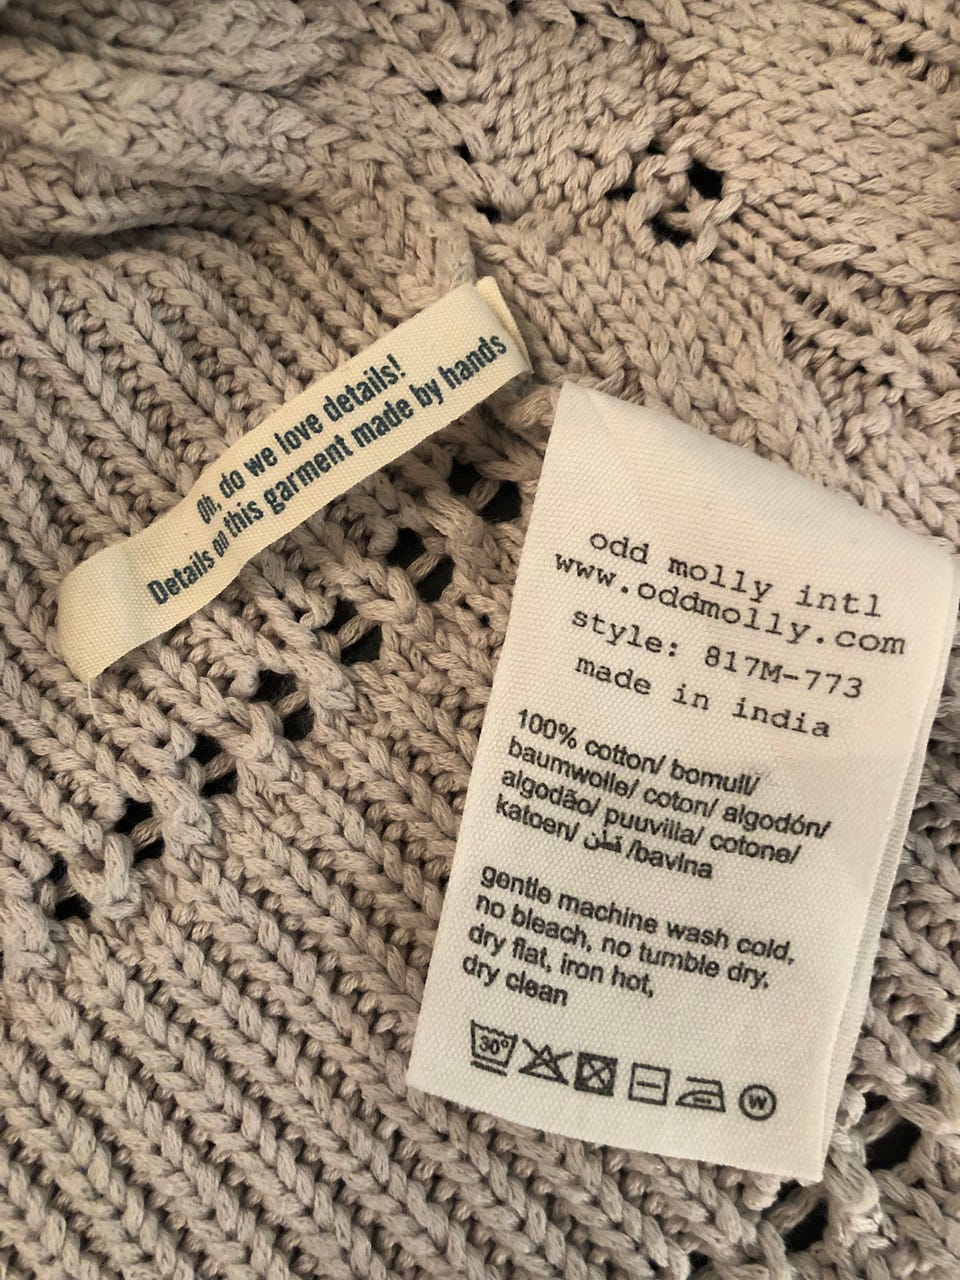 Oh, do we love details!
Details on this garment made by hands
odd molly intl
www.oddmolly.com
style: 817M-773
made in india
100% cotton/ bomull/
baumwolle/ coton/ algodón/
algodão/ puuvilla/ cotone/
katoen/ قطن /bavlna
gentle machine wash cold,
no bleach, no tumble dry,
dry flat, iron hot,
dry clean
30° W